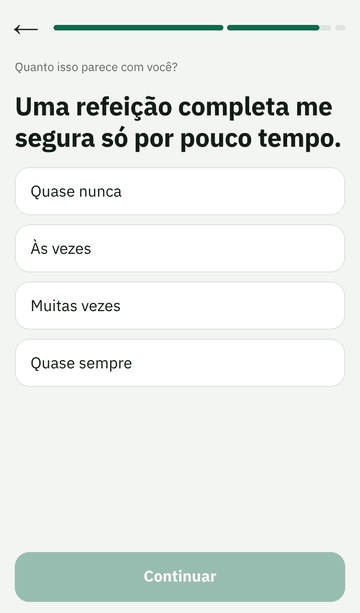 Quanto isso parece com você?
Uma refeição completa me
segura só por pouco tempo.
Quase nunca
Às vezes
Muitas vezes
Quase sempre
Continuar